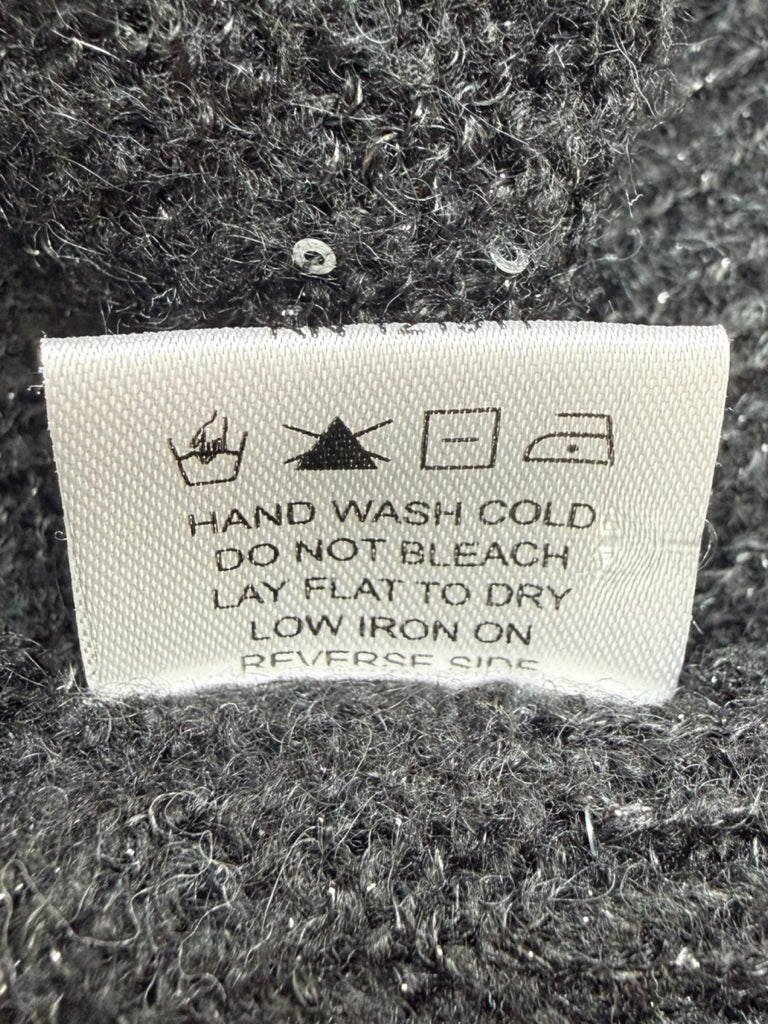 HAND WASH COLD
DO NOT BLEACH
LAY FLAT TO DRY
LOW IRON ON
REVERSE SIDE